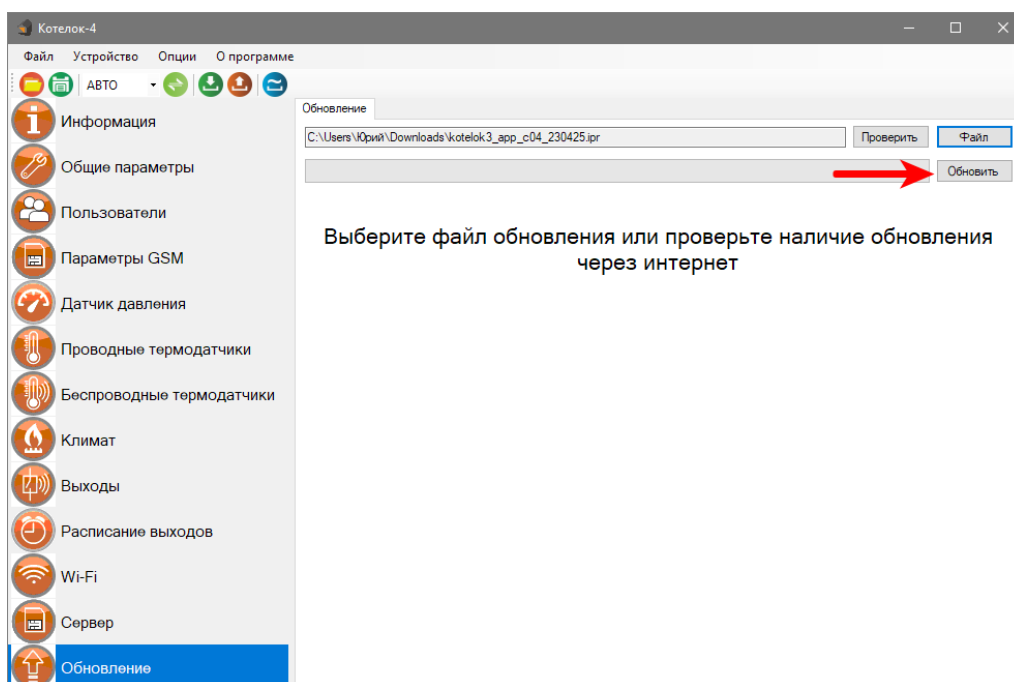 Котелок-4
Файл Устройство Опции О программе
АВТО
Обновление
Информация
C:\Users\Юрий\Downloads\kotelok3_app_c04_230425.ipr Проверить Файл
Общие параметры
Обновить
Пользователи
Выберите файл обновления или проверьте наличие обновления
через интернет
Параметры GSM
Датчик давления
Проводные термодатчики
Беспроводные термодатчики
Климат
Выходы
Расписание выходов
Wi-Fi
Сервер
Обновление